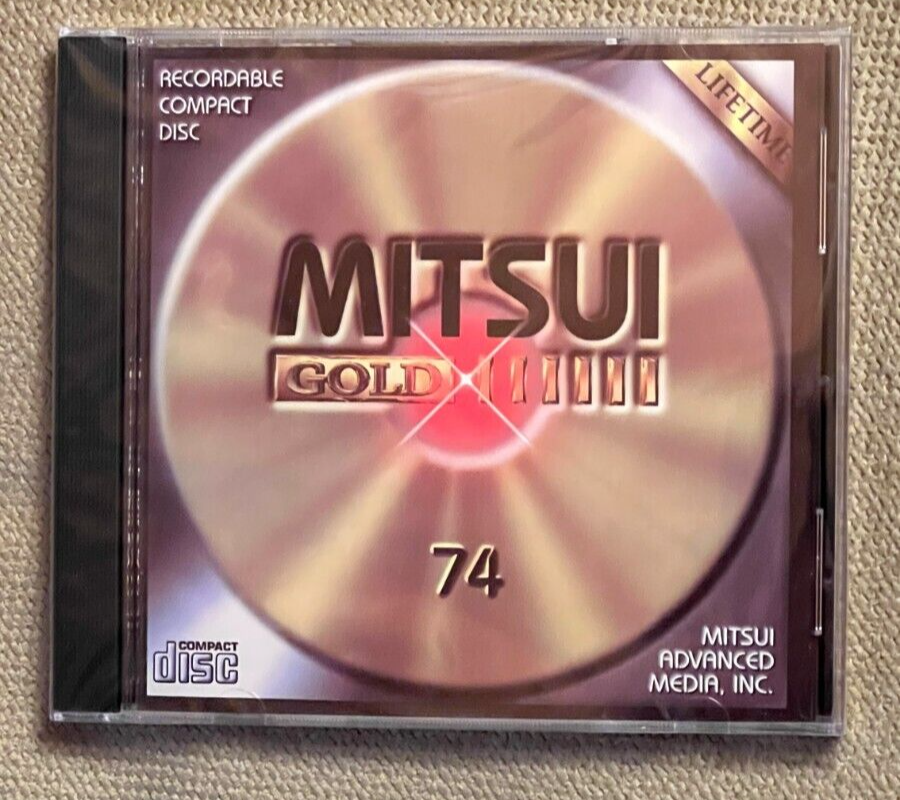 RECORDABLE
COMPACT
DISC
LIFETIME
MITSUI
GOLD
74
COMPACT
disc
MITSUI
ADVANCED
MEDIA, INC.